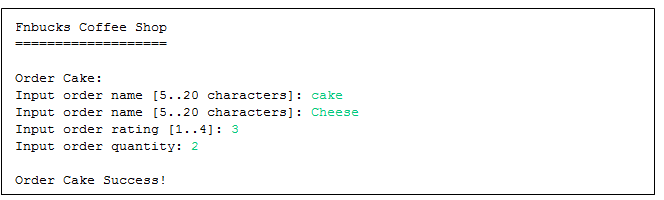 Fnbucks Coffee Shop
===================
Order Cake:
Input order name [5..20 characters]: cake
Input order name [5..20 characters]: Cheese
Input order rating [1..4]: 3
Input order quantity: 2
Order Cake Success!